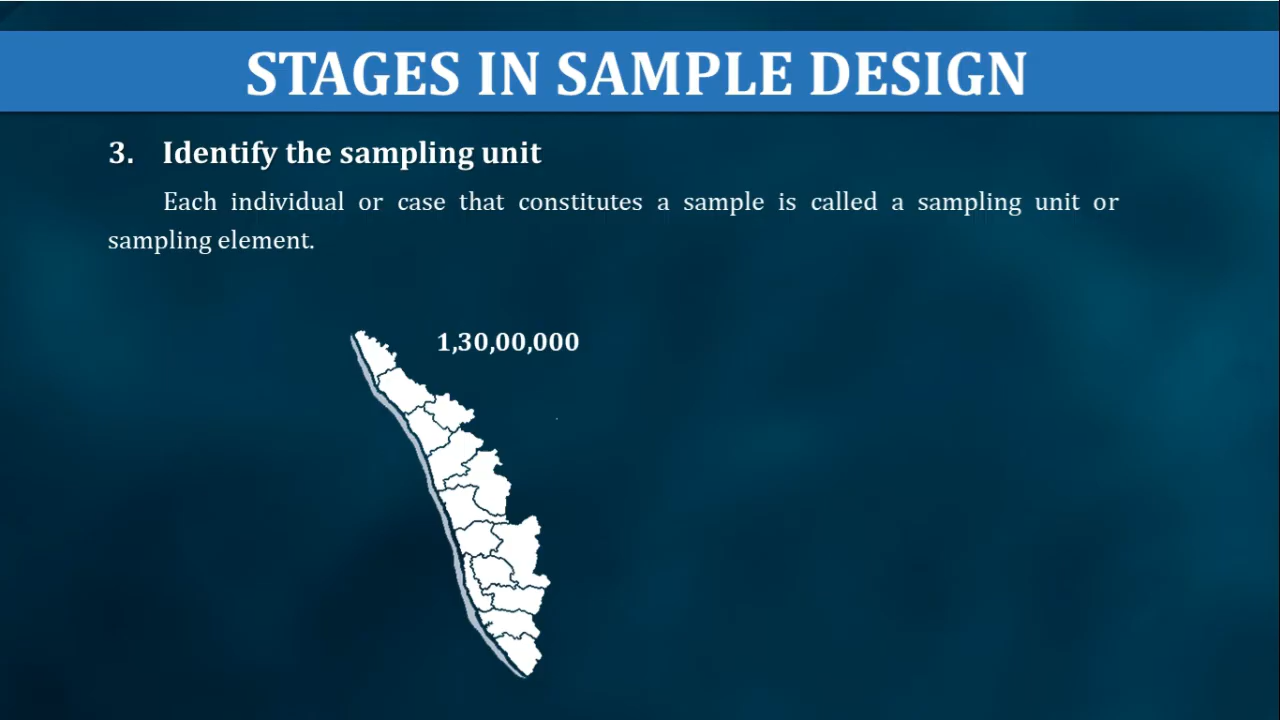 STAGES IN SAMPLE DESIGN
3. Identify the sampling unit
Each individual or case that constitutes a sample is called a sampling unit or
sampling element.
1,30,00,000